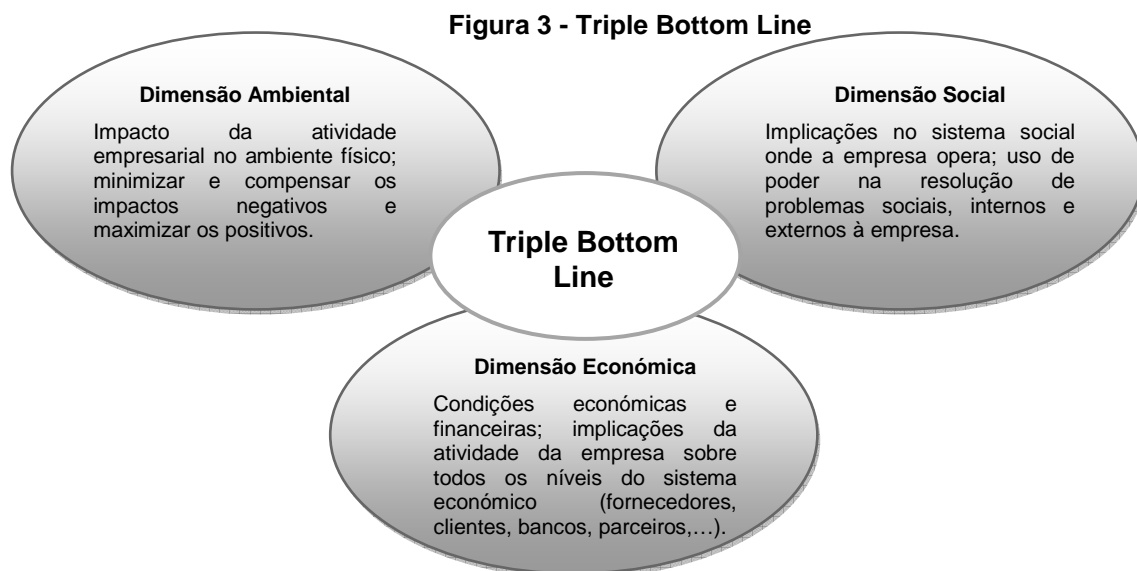 Figura 3 - Triple Bottom Line
Dimensão Ambiental
Impacto da atividade
empresarial no ambiente físico;
minimizar e compensar os
impactos negativos e
maximizar os positivos.
Dimensão Social
Implicações no sistema social
onde a empresa opera; uso de
poder na resolução de
problemas sociais, internos e
externos à empresa.
Triple Bottom
Line
Dimensão Económica
Condições económicas e
financeiras; implicações da
atividade da empresa sobre
todos os níveis do sistema
económico (fornecedores,
clientes, bancos, parceiros,...).